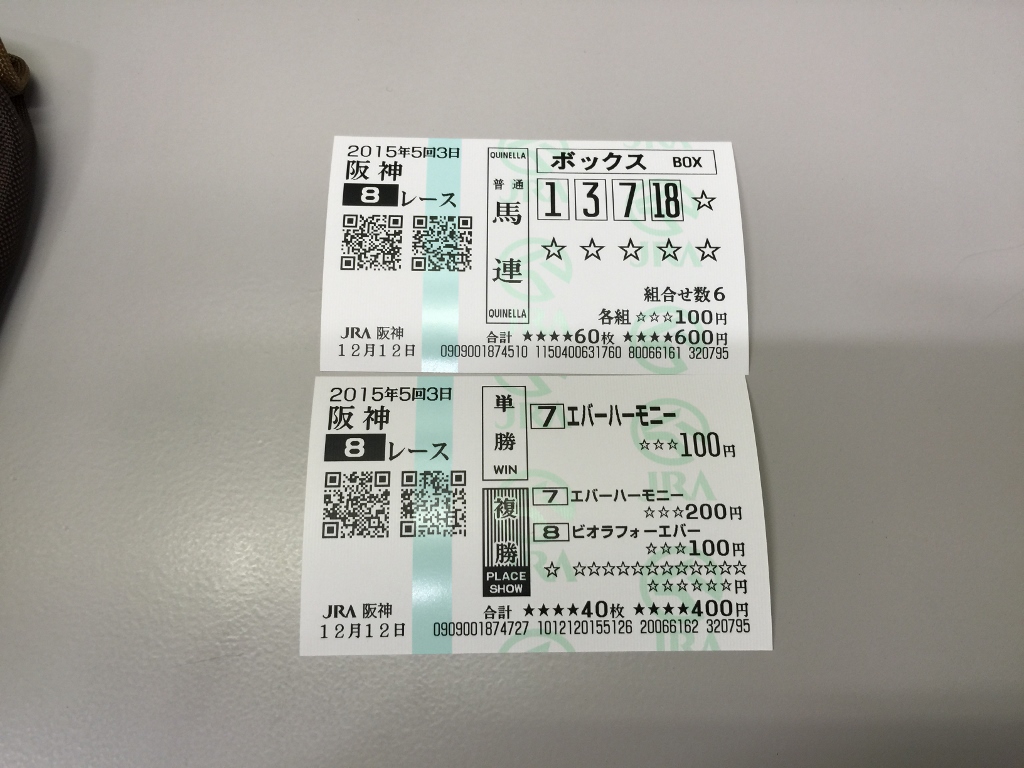 2015年5回3日
阪神
8レース
JRA 阪神
12月12日
QUINELLA
普通
馬連
QUINELLA
ボックス BOX
1 3 7 18 ☆
☆ ☆ ☆ ☆ ☆
組合せ数6
各組 ☆☆☆100円
合計 ★★★★60枚 ★★★★600円
0909001874510 1150400631760 80066161 320795
2015年5回3日
阪神
8レース
JRA 阪神
12月12日
単勝
WIN
7 エバーハーモニー
☆☆☆100円
複勝
PLACE
SHOW
7 エバーハーモニー
☆☆☆200円
8 ビオラフォーエバー
☆☆☆100円
☆ ☆☆☆☆☆☆☆☆☆☆☆☆
☆☆☆☆☆☆円
合計 ★★★★40枚 ★★★★400円
0909001874727 1012120155126 20066162 320795